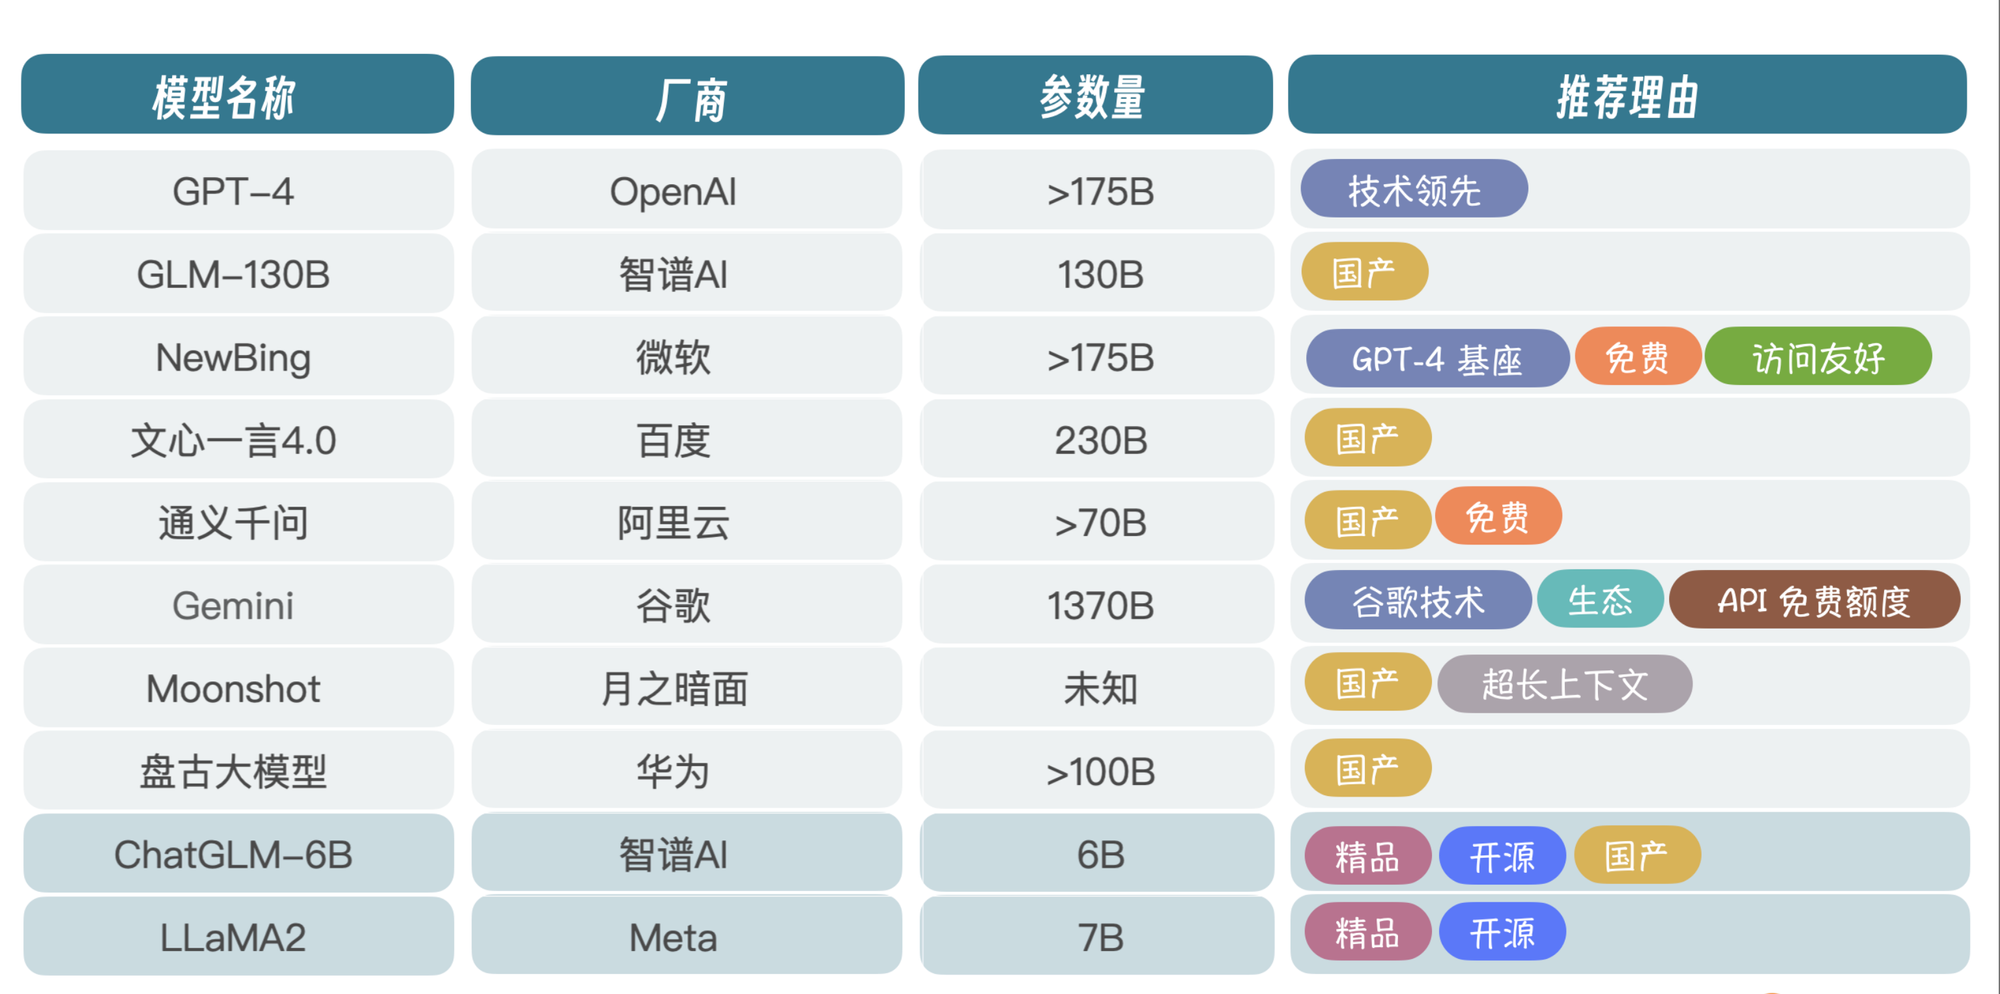 模型名称 厂商 参数量 推荐理由
GPT-4 OpenAI >175B 技术领先
GLM-130B 智谱AI 130B 国产
NewBing 微软 >175B GPT-4 基座 免费 访问友好
文心一言4.0 百度 230B 国产
通义千问 阿里云 >70B 国产 免费
Gemini 谷歌 1370B 谷歌技术 生态 API 免费额度
Moonshot 月之暗面 未知 国产 超长上下文
盘古大模型 华为 >100B 国产
ChatGLM-6B 智谱AI 6B 精品 开源 国产
LLaMA2 Meta 7B 精品 开源